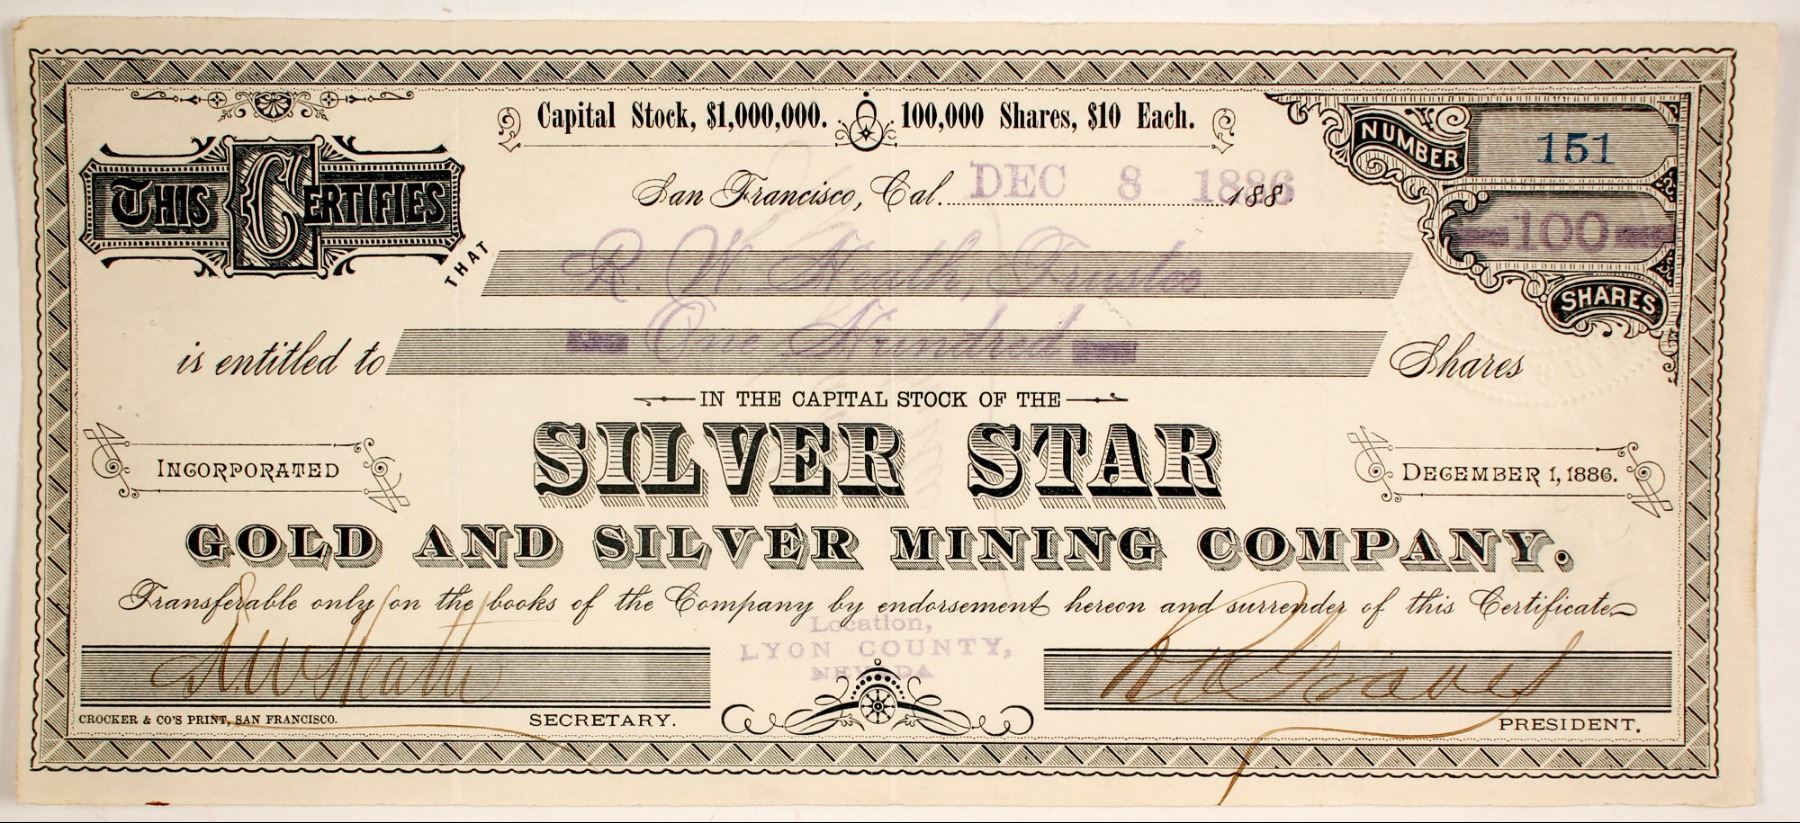 Capital Stock, $1,000,000. 100,000 Shares, $10 Each.
NUMBER 151
THIS CERTIFIES
San Francisco, Cal. DEC 8 1886 188
100
SHARES
THAT R. W. Heath, Trustee
is entitled to One Hundred Shares
IN THE CAPITAL STOCK OF THE
INCORPORATED SILVER STAR DECEMBER 1, 1886.
GOLD AND SILVER MINING COMPANY.
Transferable only on the books of the Company by endorsement hereon and surrender of this Certificate
Location,
LYON COUNTY,
NEVADA
R. W. Heath
CROCKER & CO'S PRINT, SAN FRANCISCO. SECRETARY. PRESIDENT.